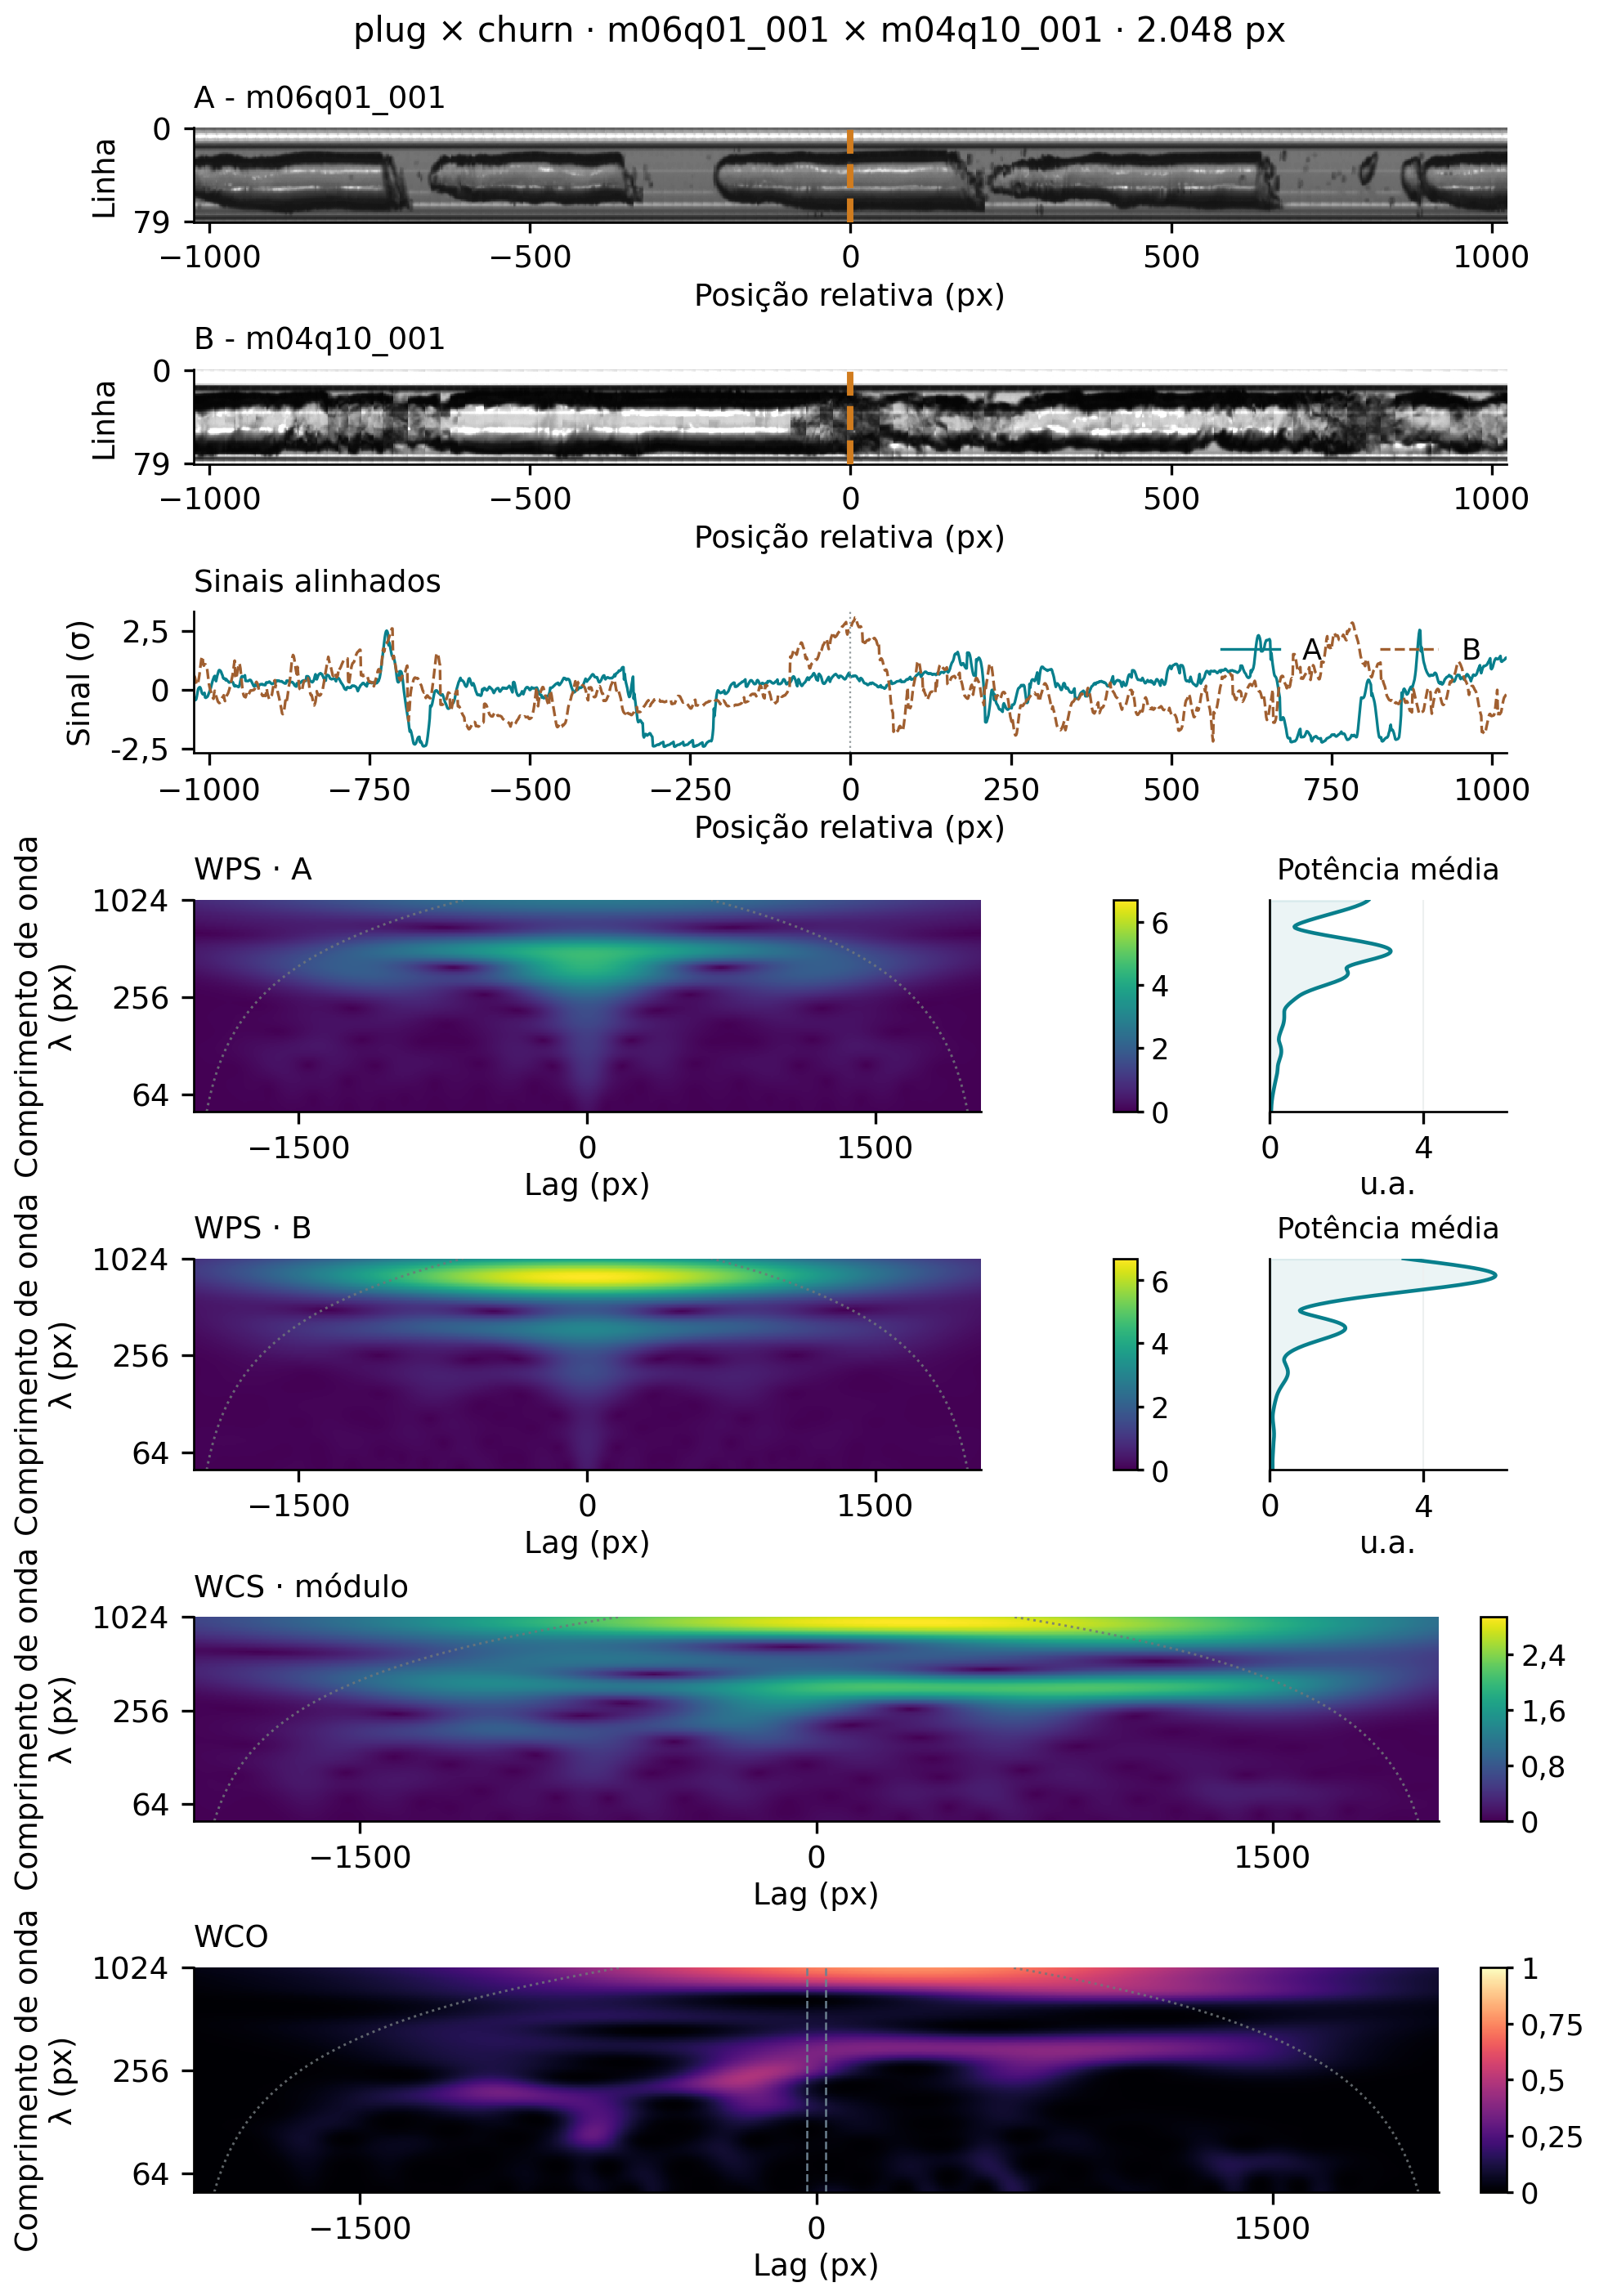 plug × churn · m06q01_001 × m04q10_001 · 2.048 px
A - m06q01_001
Linha
0
79
−1000 −500 0 500 1000
Posição relativa (px)
B - m04q10_001
Linha
0
79
−1000 −500 0 500 1000
Posição relativa (px)
Sinais alinhados
Sinal (σ)
2,5
0
-2,5
A B
−1000 −750 −500 −250 0 250 500 750 1000
Posição relativa (px)
WPS · A
Comprimento de onda
λ (px)
1024
256
64
−1500 0 1500
Lag (px)
6
4
2
0
Potência média
0 4
u.a.
WPS · B
Comprimento de onda
λ (px)
1024
256
64
−1500 0 1500
Lag (px)
6
4
2
0
Potência média
0 4
u.a.
WCS · módulo
Comprimento de onda
λ (px)
1024
256
64
−1500 0 1500
Lag (px)
2,4
1,6
0,8
0
WCO
Comprimento de onda
λ (px)
1024
256
64
−1500 0 1500
Lag (px)
1
0,75
0,5
0,25
0